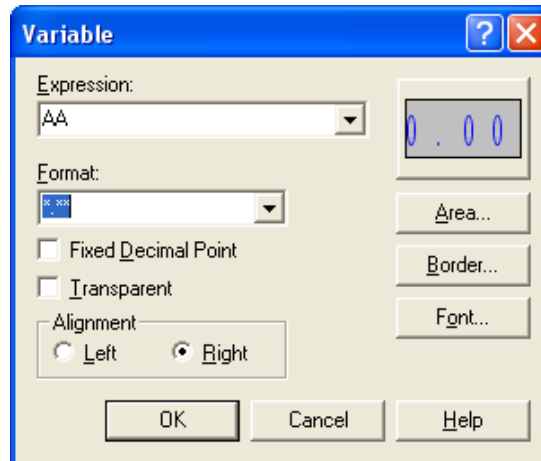 Variable
Expression:
AA
0.00
Format:
*.**
Area...
Fixed Decimal Point
Border...
Transparent
Font...
Alignment
Left
Right
OK
Cancel
Help